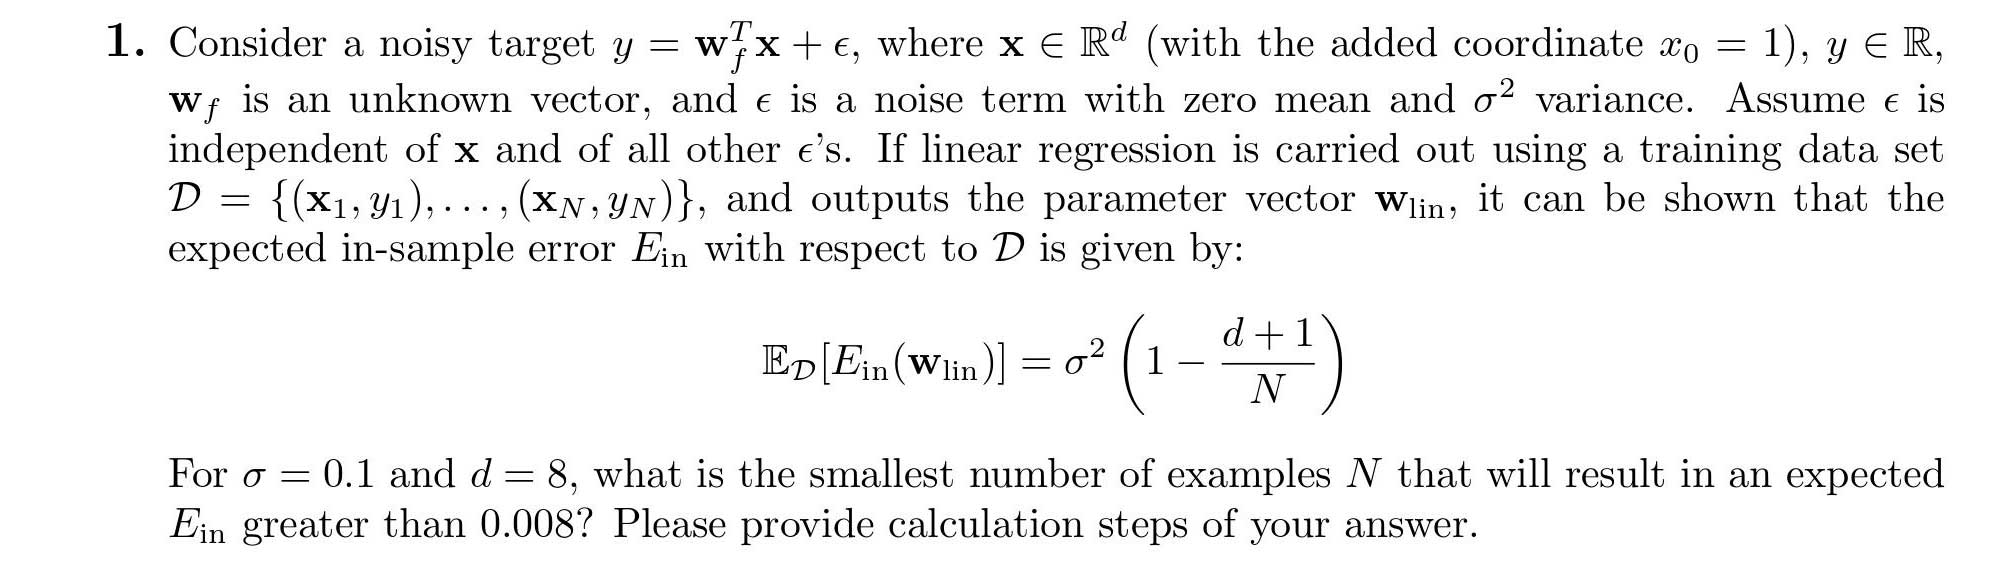 1. Consider a noisy target $y = \mathbf{w}_f^T \mathbf{x} + \epsilon$, where $\mathbf{x} \in \mathbb{R}^d$ (with the added coordinate $x_0 = 1$), $y \in \mathbb{R}$,
$\mathbf{w}_f$ is an unknown vector, and $\epsilon$ is a noise term with zero mean and $\sigma^2$ variance. Assume $\epsilon$ is
independent of $\mathbf{x}$ and of all other $\epsilon$'s. If linear regression is carried out using a training data set
$\mathcal{D} = \{(\mathbf{x}_1, y_1), \ldots, (\mathbf{x}_N, y_N)\}$, and outputs the parameter vector $\mathbf{w}_{\text{lin}}$, it can be shown that the
expected in-sample error $E_{\text{in}}$ with respect to $\mathcal{D}$ is given by:
$\mathbb{E}_{\mathcal{D}}[E_{\text{in}}(\mathbf{w}_{\text{lin}})] = \sigma^2 \left(1 - \frac{d+1}{N}\right)$
For $\sigma = 0.1$ and $d = 8$, what is the smallest number of examples $N$ that will result in an expected
$E_{\text{in}}$ greater than 0.008? Please provide calculation steps of your answer.